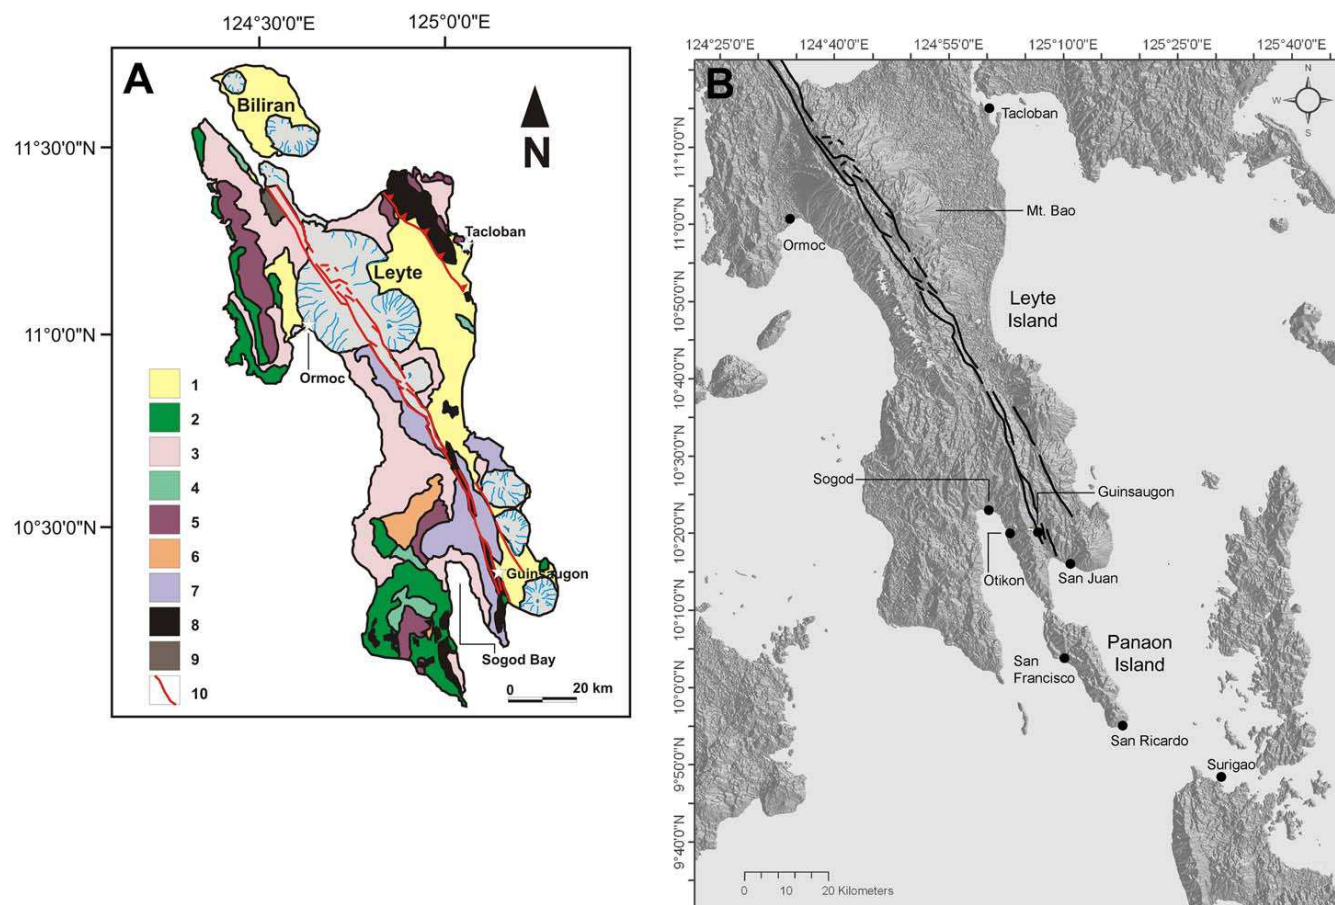 124°30'0"E 125°0'0"E
A
Biliran
N
11°30'0"N
Tacloban
Leyte
11°0'0"N
Ormoc
1
2
3
4
5
6
7
8
9
10
10°30'0"N
Guinsaugon
Sogod Bay
0 20 km
124°25'0"E 124°40'0"E 124°55'0"E 125°10'0"E 125°25'0"E 125°40'0"E
B
N
W
S
Tacloban
11°10'0"N
Mt. Bao
11°0'0"N
Ormoc
10°50'0"N
Leyte
Island
10°40'0"N
10°30'0"N
Sogod
Guinsaugon
10°20'0"N
Otikon
San Juan
10°10'0"N
Panaon
Island
San
Francisco
10°0'0"N
San Ricardo
Surigao
9°50'0"N
9°40'0"N
0 10 20 Kilometers